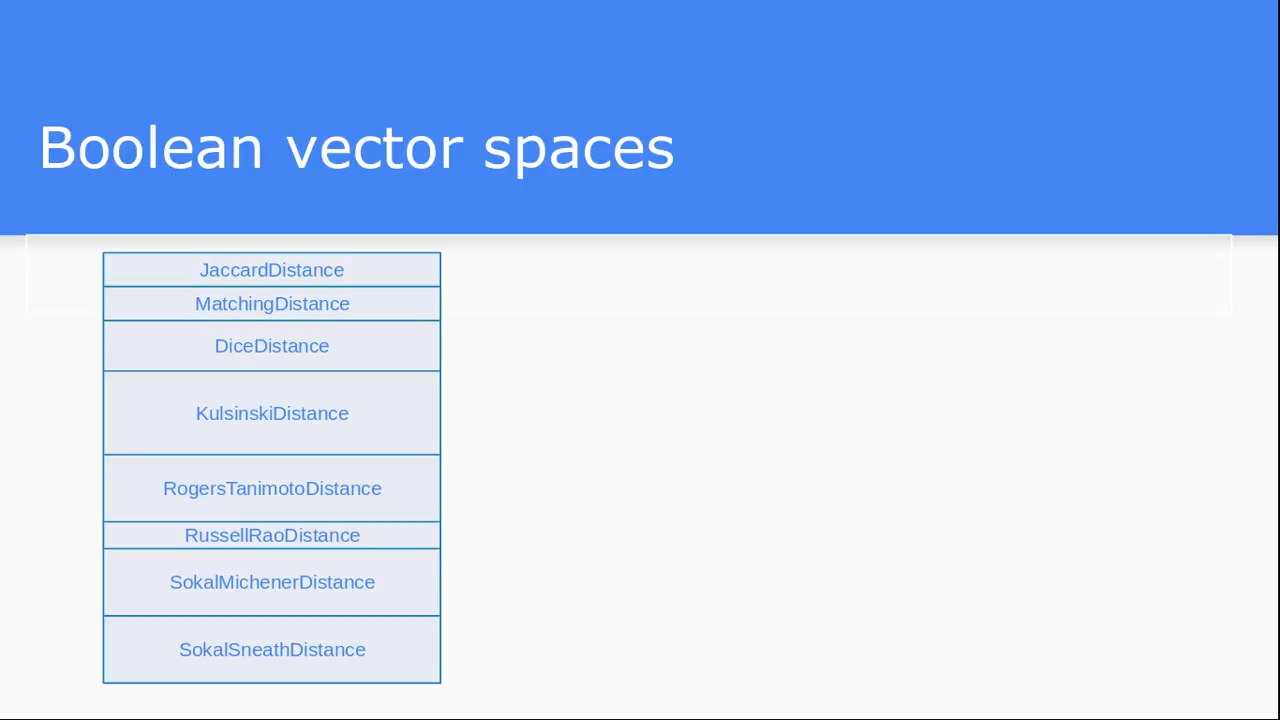 Boolean vector spaces
JaccardDistance
MatchingDistance
DiceDistance
KulsinskiDistance
RogersTanimotoDistance
RussellRaoDistance
SokalMichenerDistance
SokalSneathDistance